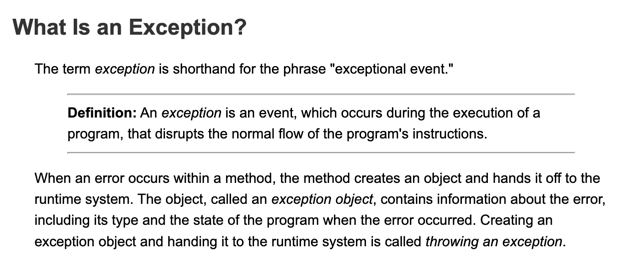 What Is an Exception?
The term exception is shorthand for the phrase "exceptional event."
Definition: An exception is an event, which occurs during the execution of a
program, that disrupts the normal flow of the program's instructions.
When an error occurs within a method, the method creates an object and hands it off to the
runtime system. The object, called an exception object, contains information about the error,
including its type and the state of the program when the error occurred. Creating an
exception object and handing it to the runtime system is called throwing an exception.